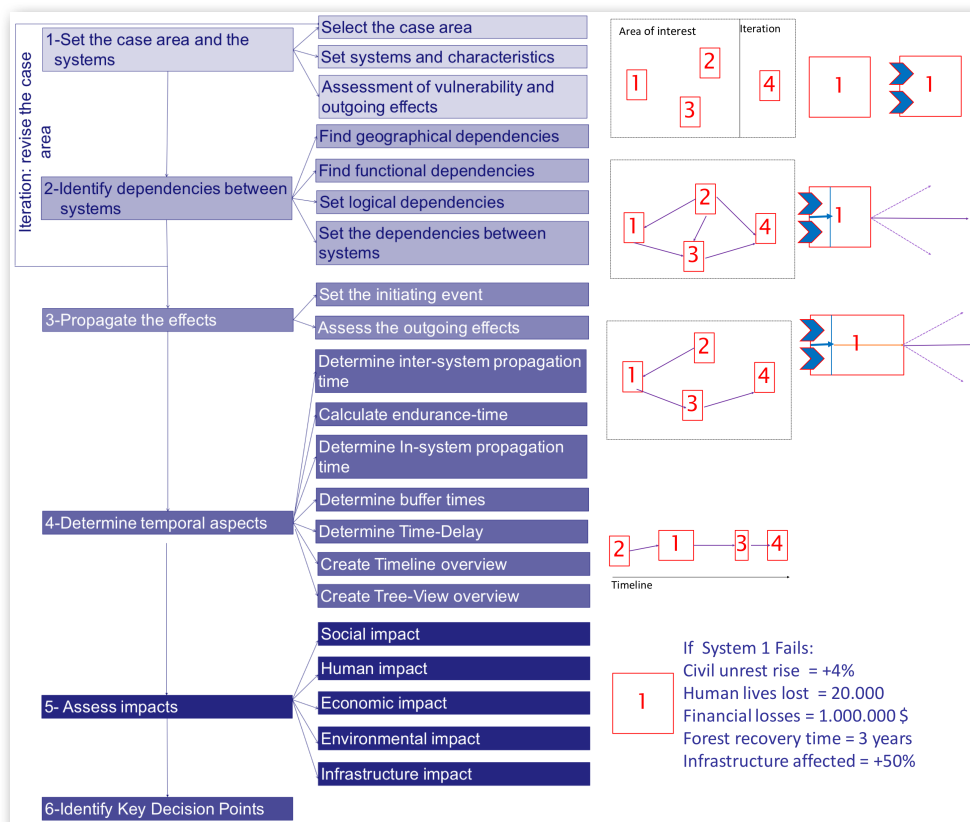 Iteration: revise the case
area
1-Set the case area and the
systems
Select the case area
Set systems and characteristics
Assessment of vulnerability and
outgoing effects
2-Identify dependencies between
systems
Find geographical dependencies
Find functional dependencies
Set logical dependencies
Set the dependencies between
systems
3-Propagate the effects
Set the initiating event
Assess the outgoing effects
4-Determine temporal aspects
Determine inter-system propagation
time
Calculate endurance-time
Determine In-system propagation
time
Determine buffer times
Determine Time-Delay
Create Timeline overview
Create Tree-View overview
5- Assess impacts
Social impact
Human impact
Economic impact
Environmental impact
Infrastructure impact
6-Identify Key Decision Points
Area of interest
Iteration
1
2
3
4
1
1
1
2
3
4
1
1
2
3
4
1
2
1
3
4
Timeline
1
If System 1 Fails:
Civil unrest rise = +4%
Human lives lost = 20.000
Financial losses = 1.000.000 $
Forest recovery time = 3 years
Infrastructure affected = +50%